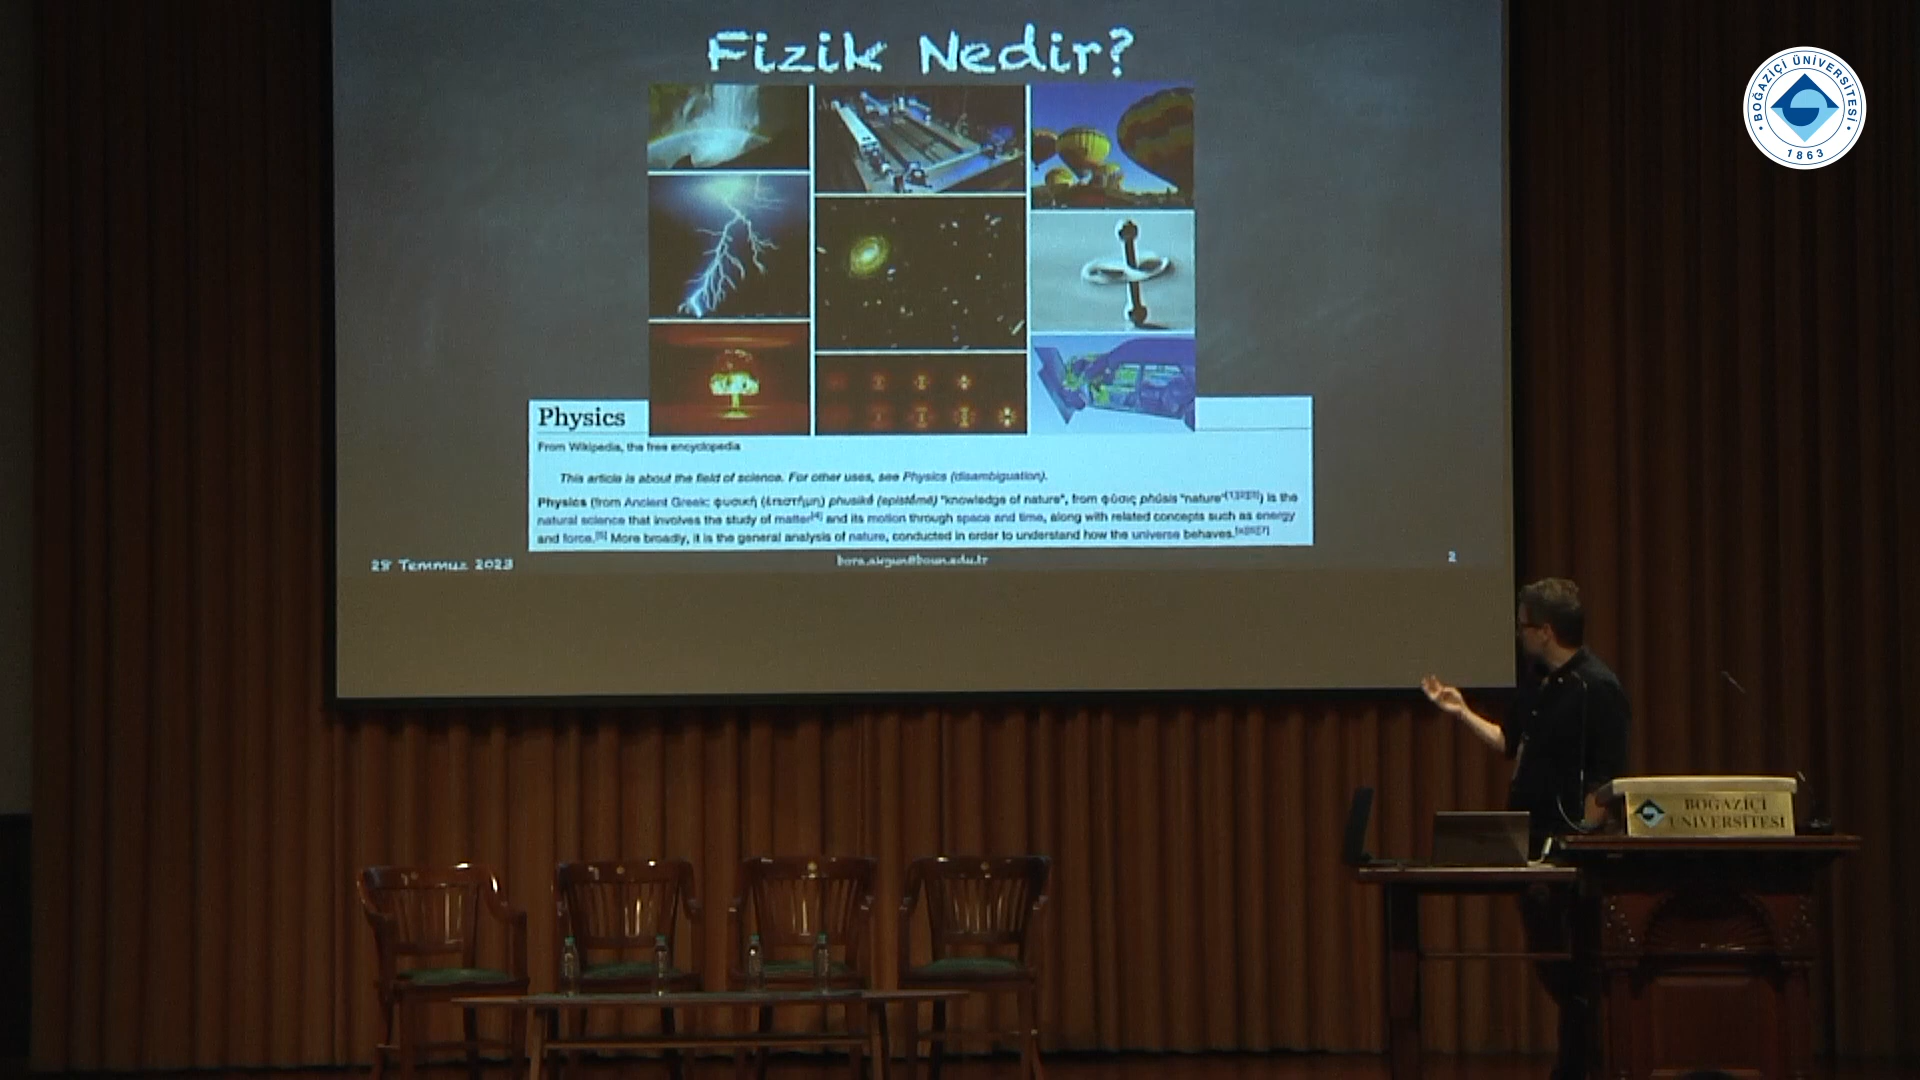 Fizik Nedir?
BOĞAZİÇİ ÜNİVERSİTESİ
1863
Physics
From Wikipedia, the free encyclopedia
This article is about the field of science. For other uses, see Physics (disambiguation).
Physics (from Ancient Greek: φυσική (ἐπιστήμη) physikḗ (epistḗmē) "knowledge of nature", from φύσις phúsis "nature"[1][2][3]) is the
natural science that involves the study of matter[4] and its motion through space and time, along with related concepts such as energy
and force.[5] More broadly, it is the general analysis of nature, conducted in order to understand how the universe behaves.[a][6][7]
28 Temmuz 2023
bora.akgun@boun.edu.tr
2
BOĞAZİÇİ
ÜNİVERSİTESİ